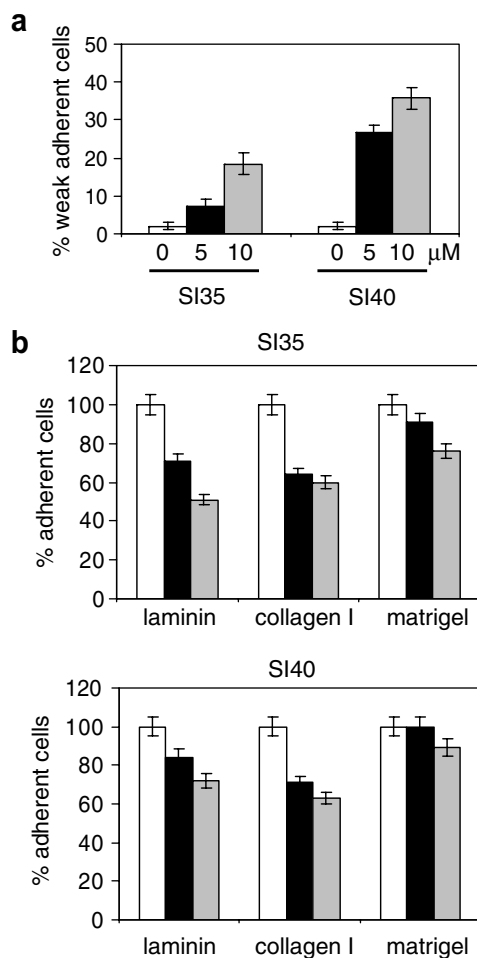 a
% weak adherent cells
50
40
30
20
10
0
0 5 10 0 5 10 µM
SI35 SI40
b
SI35
% adherent cells
120
100
80
60
40
20
0
laminin collagen I matrigel
SI40
% adherent cells
120
100
80
60
40
20
0
laminin collagen I matrigel